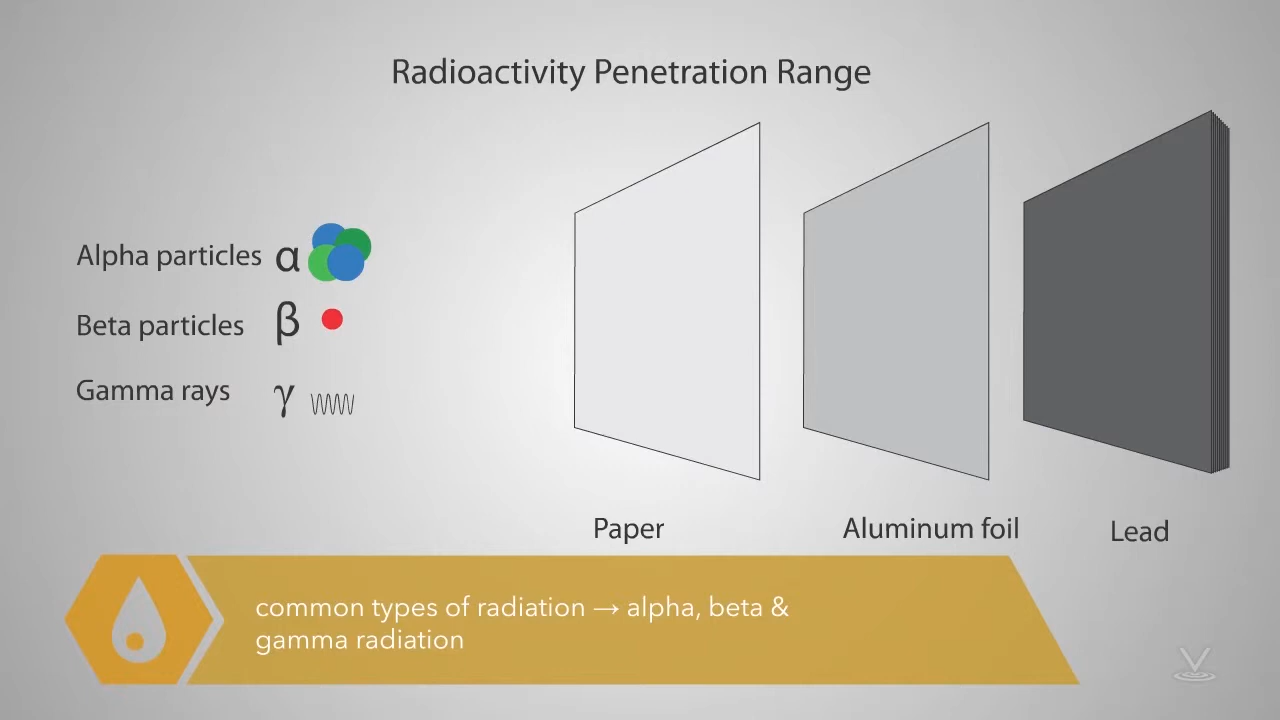 Radioactivity Penetration Range
Alpha particles α
Beta particles β
Gamma rays γ
Paper
Aluminum foil
Lead
common types of radiation → alpha, beta &
gamma radiation